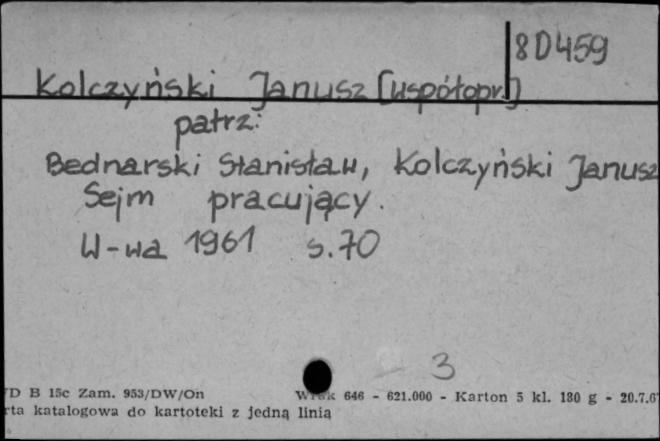 8D459
Kolczyński Janusz [współopr.]
patrz:
Bednarski Stanisław, Kolczyński Janusz
Sejm pracujący.
W-wa 1961 s.70
3
D B 15c Zam. 953/DW/On 646 - 621.000 - Karton 5 kl. 180 g - 20.7.6
rta katalogowa do kartoteki z jedną linią